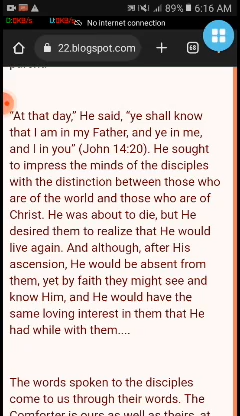 89% 6:16 AM
0:0KB/s U:0KB/s No internet connection
22.blogspot.com
68
"At that day," He said, "ye shall know
that I am in my Father, and ye in me,
and I in you" (John 14:20). He sought
to impress the minds of the disciples
with the distinction between those who
are of the world and those who are of
Christ. He was about to die, but He
desired them to realize that He would
live again. And although, after His
ascension, He would be absent from
them, yet by faith they might see and
know Him, and He would have the
same loving interest in them that He
had while with them....
The words spoken to the disciples
come to us through their words. The
Comforter is ours as well as theirs, at